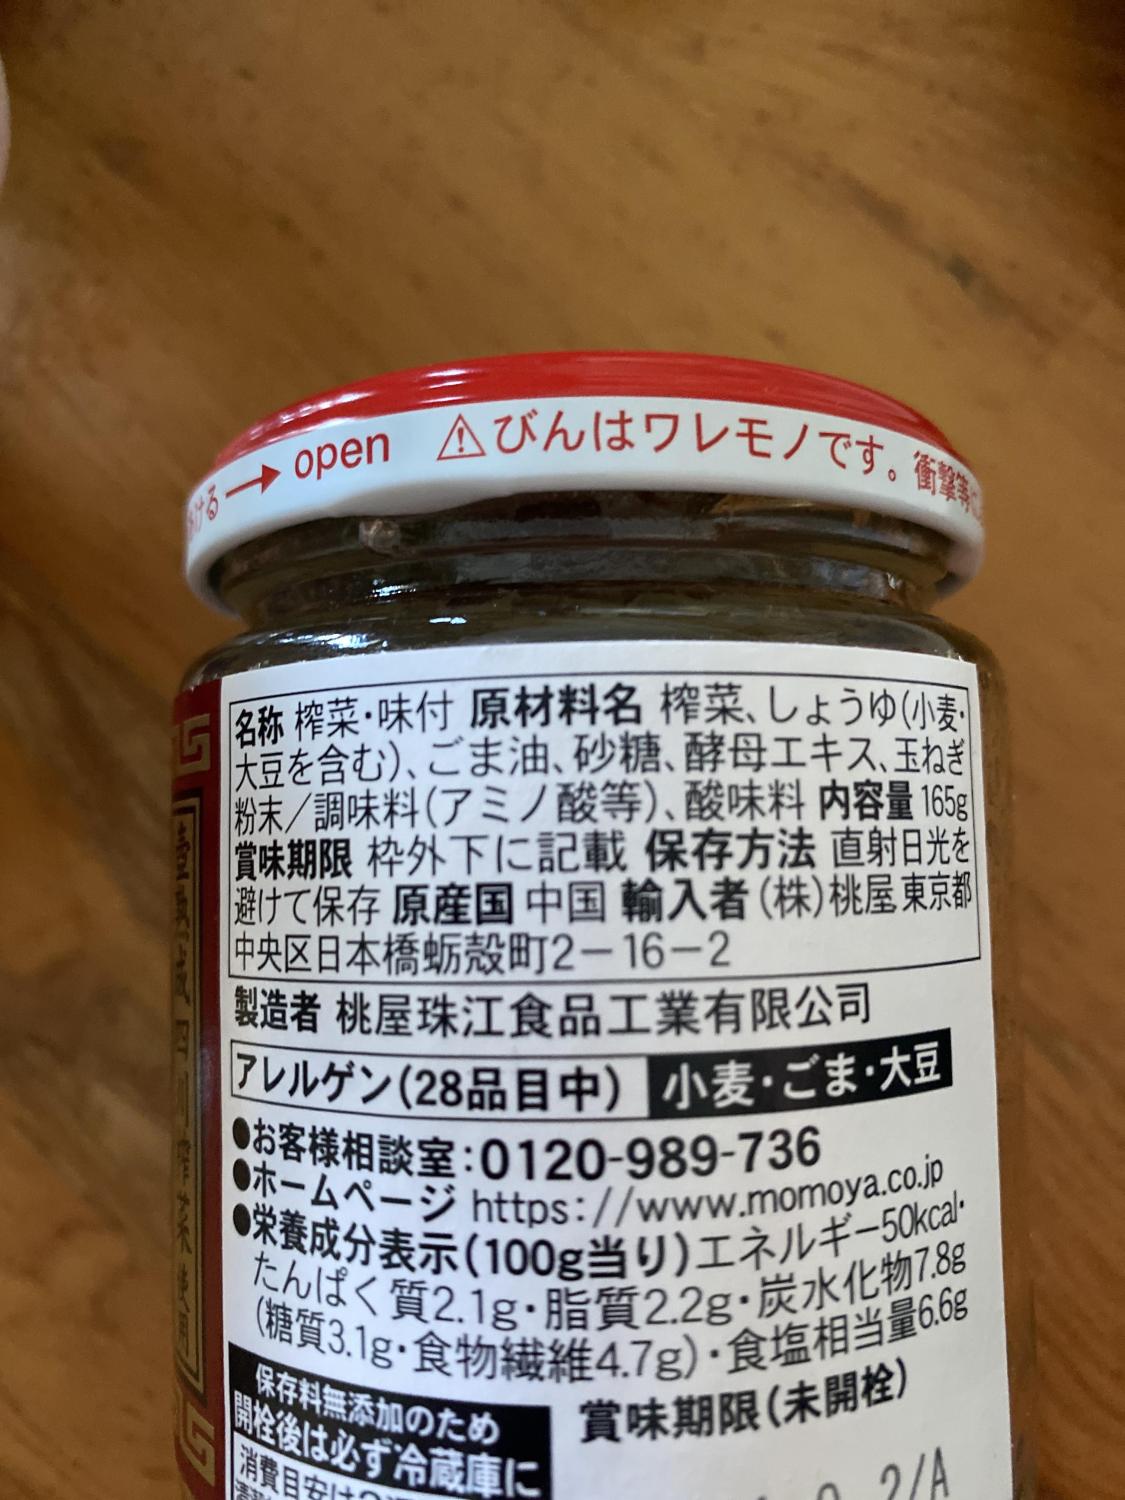 ける→open ⚠びんはワレモノです。衝撃等に
名称 榨菜・味付 原材料名 榨菜、しょうゆ(小麦・
大豆を含む)、ごま油、砂糖、酵母エキス、玉ねぎ
粉末/調味料(アミノ酸等)、酸味料 内容量 165g
賞味期限 枠外下に記載 保存方法 直射日光を
避けて保存 原産国 中国 輸入者 (株)桃屋 東京都
中央区日本橋蛎殻町2-16-2
製造者 桃屋珠江食品工業有限公司
アレルゲン(28品目中) 小麦・ごま・大豆
●お客様相談室:0120-989-736
●ホームページ https://www.momoya.co.jp
●栄養成分表示(100g当り)エネルギー50kcal・
たんぱく質2.1g・脂質2.2g・炭水化物7.8g
(糖質3.1g・食物繊維4.7g)・食塩相当量6.6g
保存料無添加のため
開栓後は必ず冷蔵庫に
消費目安は
賞味期限(未開栓)
2/A
四川榨菜使用